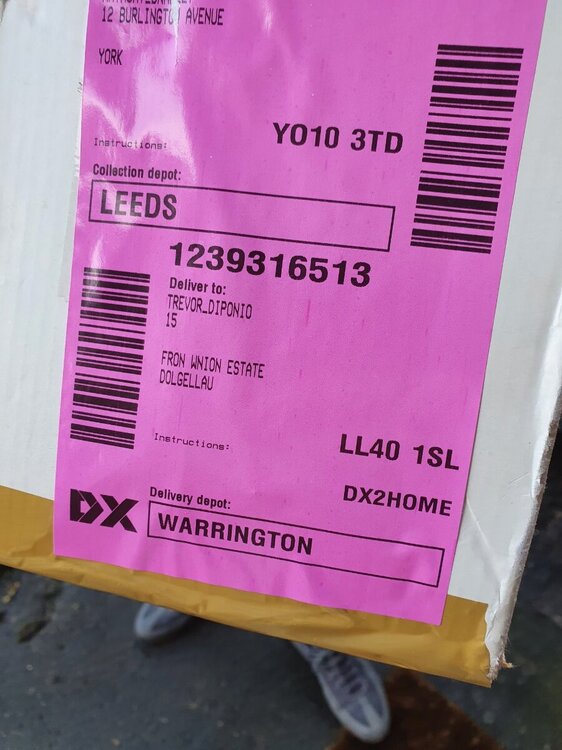 12 BURLINGTON AVENUE
YORK
YO10 3TD
Instructions:
Collection depot:
LEEDS
1239316513
Deliver to:
TREVOR_DIPONIO
15
FRON WNION ESTATE
DOLGELLAU
Instructions:
LL40 1SL
DX2HOME
DX
Delivery depot:
WARRINGTON